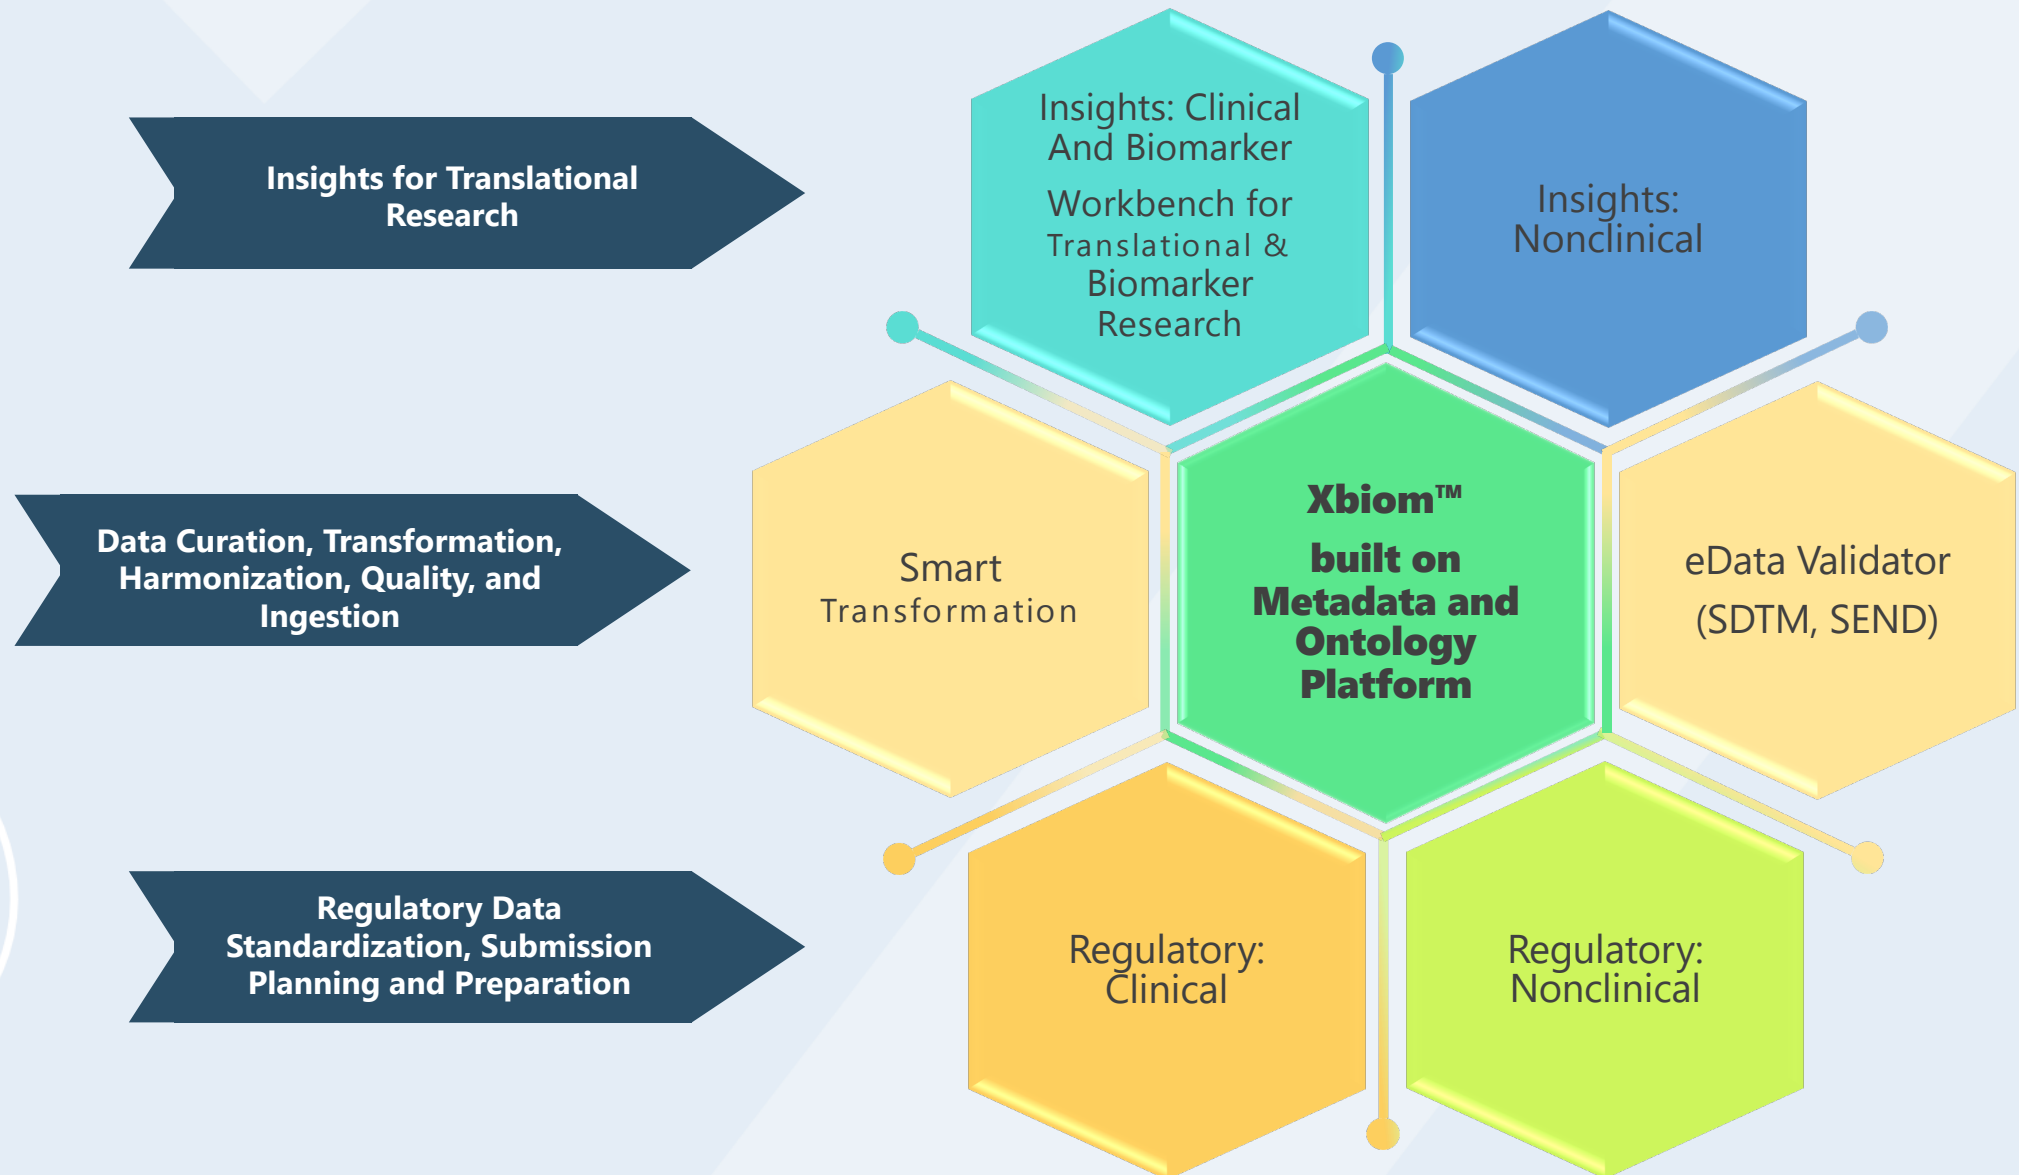 Insights for Translational
Research
Insights: Clinical
And Biomarker
Workbench for
Translational &
Biomarker
Research
Insights:
Nonclinical
Data Curation, Transformation,
Harmonization, Quality, and
Ingestion
Smart
Transformation
Xbiom™
built on
Metadata and
Ontology
Platform
eData Validator
(SDTM, SEND)
Regulatory Data
Standardization, Submission
Planning and Preparation
Regulatory:
Clinical
Regulatory:
Nonclinical